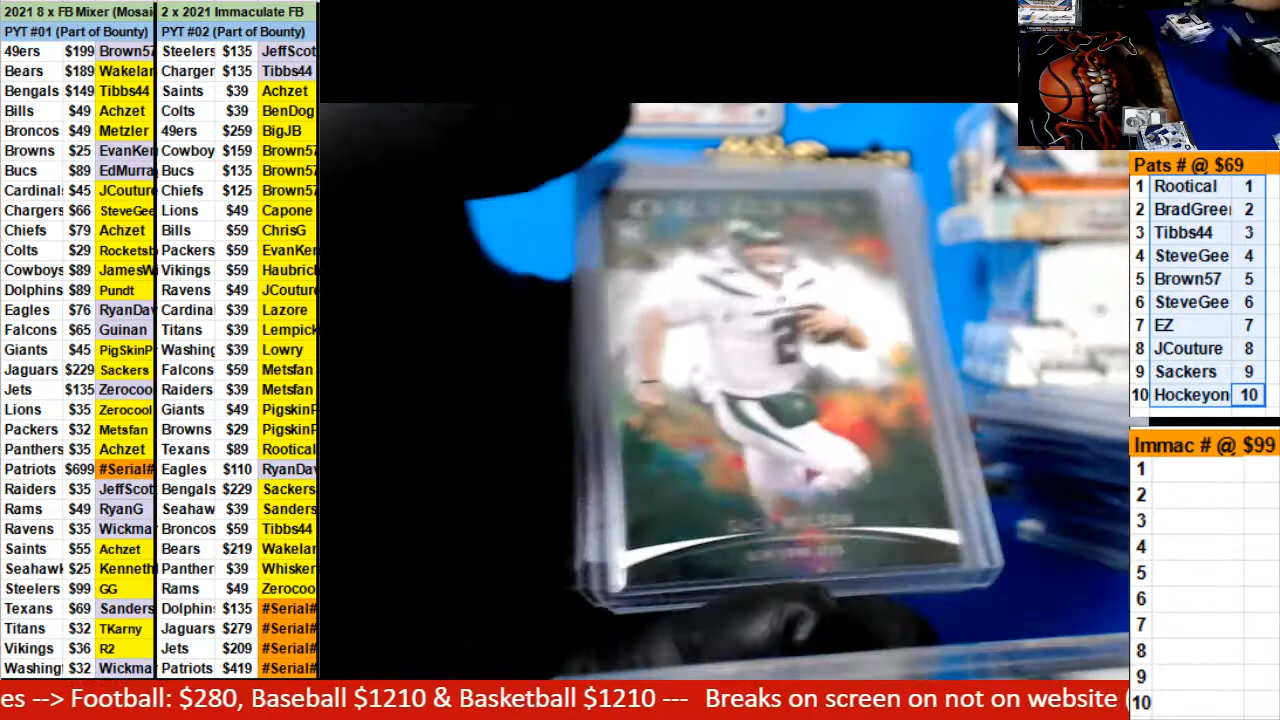 2021 8 x FB Mixer (Mosai
PYT #01 (Part of Bounty)
49ers $199 Brown57
Bears $189 Wakelar
Bengals $149 Tibbs44
Bills $49 Achzet
Broncos $49 Metzler
Browns $25 EvanKer
Bucs $89 EdMurra
Cardinals $45 JCouture
Chargers $66 SteveGee
Chiefs $79 Achzet
Colts $29 Rocketsb
Cowboys $89 JamesWi
Dolphins $89 Pundt
Eagles $76 RyanDav
Falcons $65 Guinan
Giants $45 PigSkinPr
Jaguars $229 Sackers
Jets $135 Zerocoo
Lions $35 Zerocool
Packers $32 Metsfan
Panthers $35 Achzet
Patriots $699 #Serial#
Raiders $35 JeffScot
Rams $49 RyanG
Ravens $35 Wickma
Saints $55 Achzet
Seahawk $25 Kenneth
Steelers $99 GG
Texans $69 Sanders
Titans $32 TKarny
Vikings $36 R2
Washing $32 Wickma
2 x 2021 Immaculate FB
PYT #02 (Part of Bounty)
Steelers $135 JeffScot
Charger $135 Tibbs44
Saints $39 Achzet
Colts $39 BenDog
49ers $259 BigJB
Cowboy $159 Brown57
Bucs $135 Brown57
Chiefs $125 Brown57
Lions $49 Capone
Bills $59 ChrisG
Packers $59 EvanKer
Vikings $59 Haubrich
Ravens $49 JCouture
Cardina $39 Lazore
Titans $39 Lempick
Washing $39 Lowry
Falcons $59 Metsfan
Raiders $39 Metsfan
Giants $49 PigskinP
Browns $29 PigskinP
Texans $89 Rootical
Eagles $110 RyanDav
Bengals $229 Sackers
Seahaw $39 Sanders
Broncos $59 Tibbs44
Bears $219 Wakelar
Panther $39 Whisker
Rams $49 Zerocoo
Dolphin $135 #Serial#
Jaguars $279 #Serial#
Jets $209 #Serial#
Patriots $419 #Serial#
2
Pats # @ $69
1 Rootical 1
2 BradGreer 2
3 Tibbs44 3
4 SteveGee 4
5 Brown57 5
6 SteveGee 6
7 EZ 7
8 JCouture 8
9 Sackers 9
10 Hockeyon 10
Immac # @ $99
1
2
3
4
5
6
7
8
9
10
es --> Football: $280, Baseball $1210 & Basketball $1210 --- Breaks on screen on not on website (